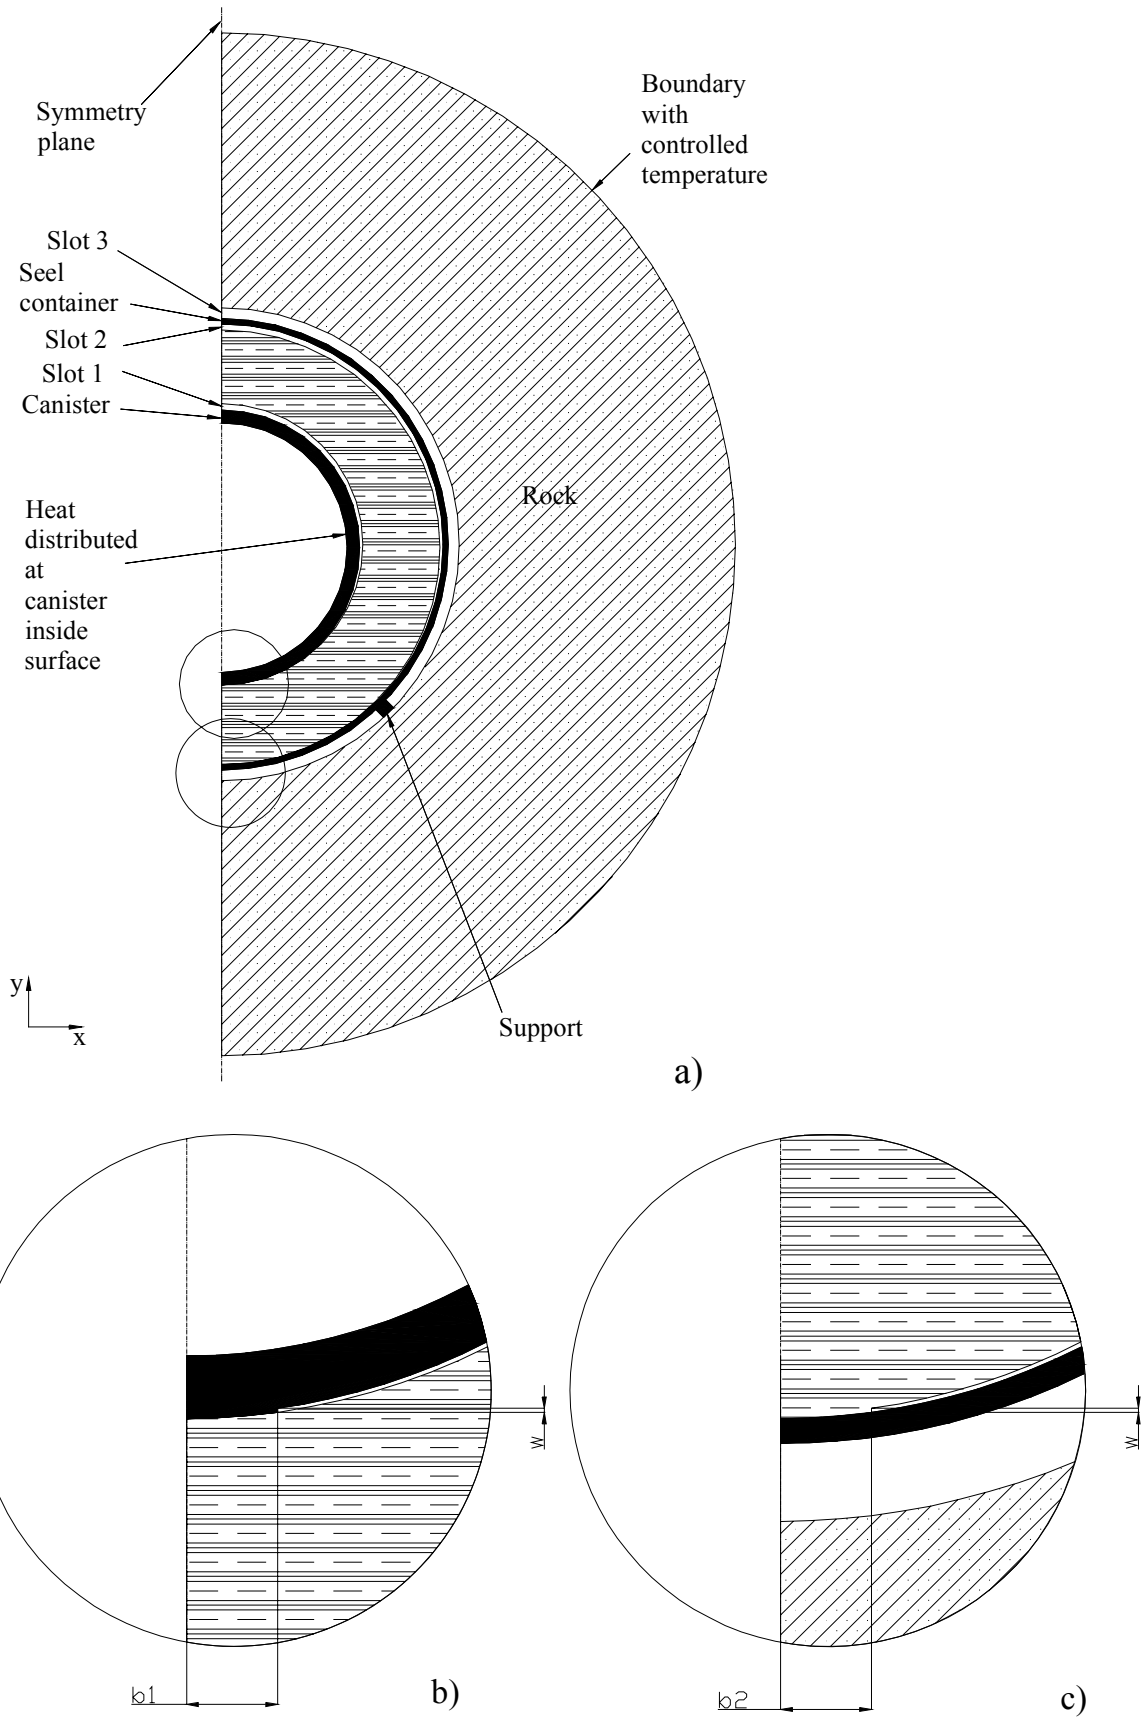 Symmetry
plane
Boundary
with
controlled
temperature
Slot 3
Seel
container
Slot 2
Slot 1
Canister
Heat
distributed
at
canister
inside
surface
Rock
y
x
Support
a)
w
b1
b)
w
b2
c)